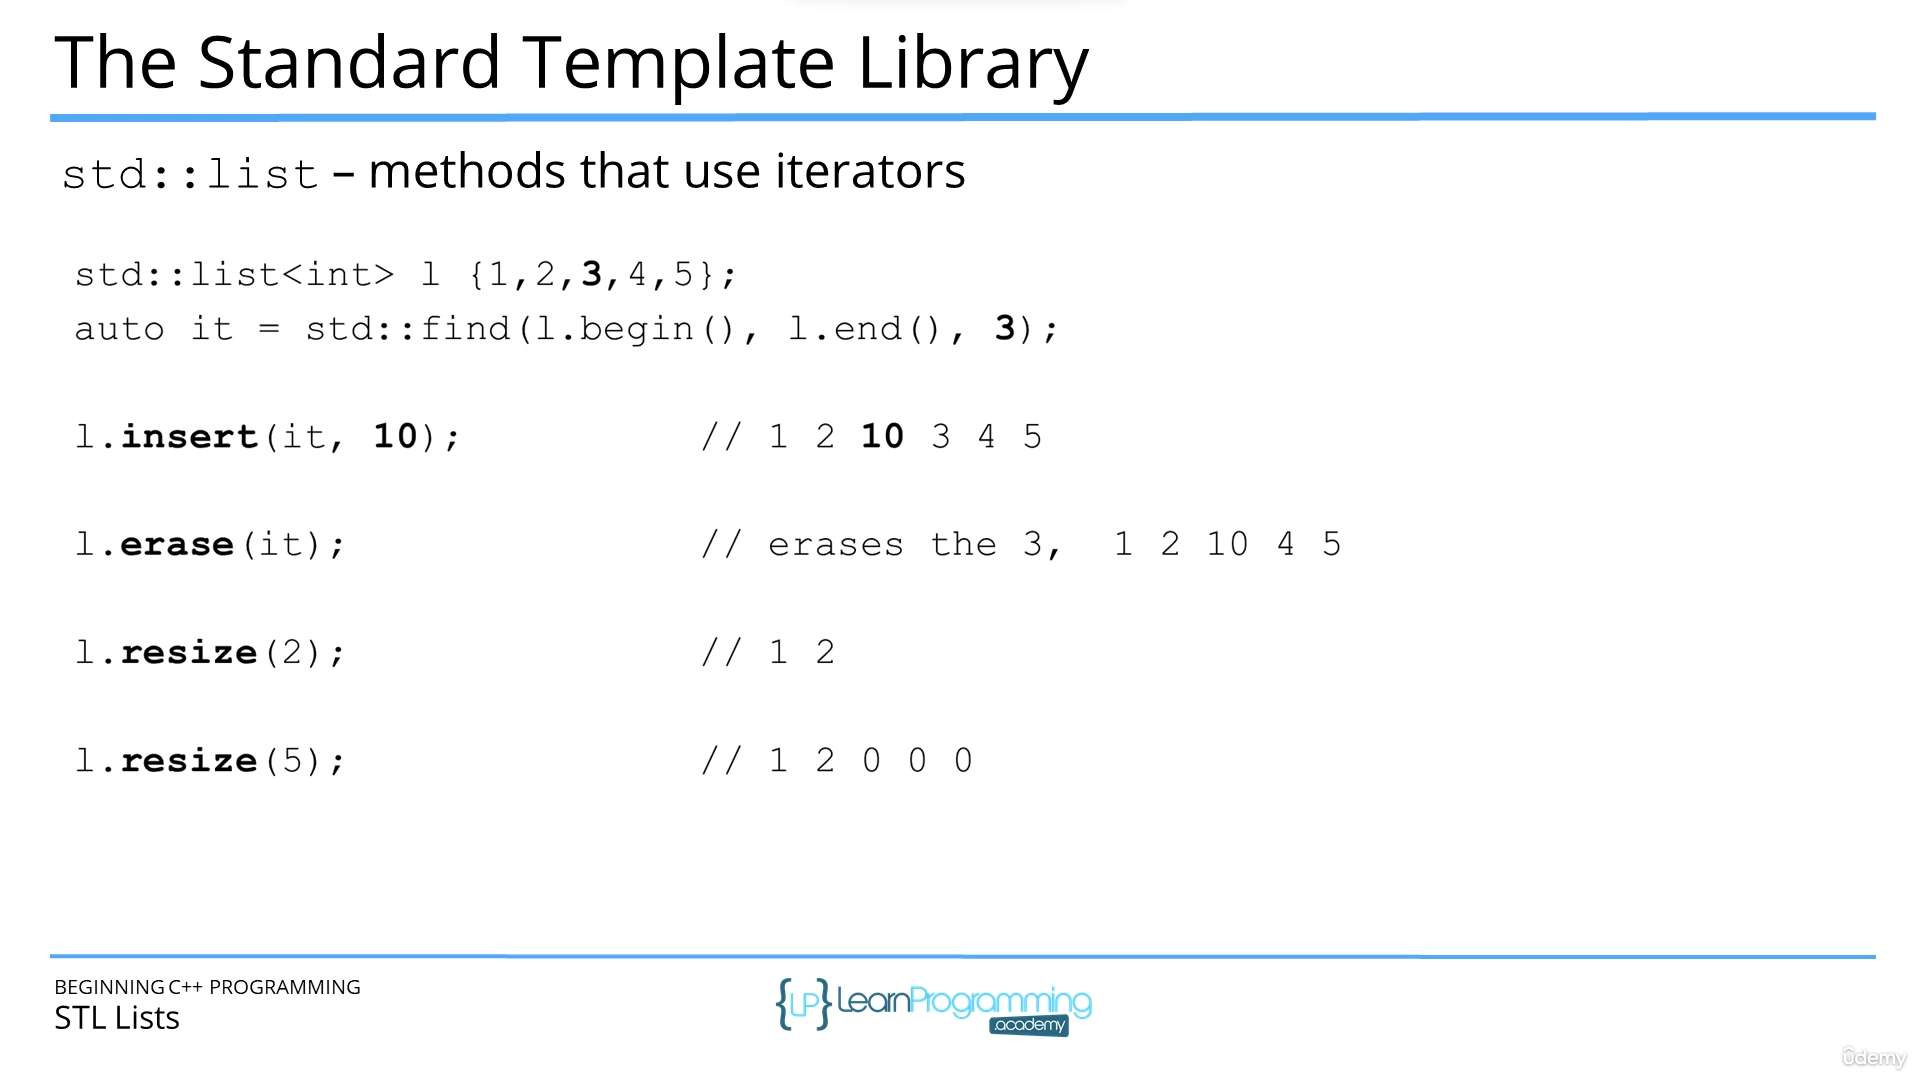 The Standard Template Library
std::list – methods that use iterators
std::list<int> l {1,2,3,4,5};
auto it = std::find(l.begin(), l.end(), 3);
l.insert(it, 10); // 1 2 10 3 4 5
l.erase(it); // erases the 3, 1 2 10 4 5
l.resize(2); // 1 2
l.resize(5); // 1 2 0 0 0
BEGINNING C++ PROGRAMMING
STL Lists
{LP} LearnProgramming
.academy
ûdemy